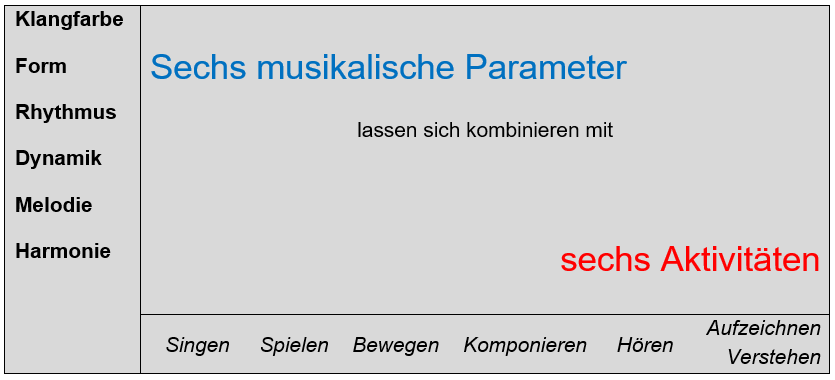 Klangfarbe
Form
Rhythmus
Dynamik
Melodie
Harmonie
Sechs musikalische Parameter
lassen sich kombinieren mit
sechs Aktivitäten
Singen Spielen Bewegen Komponieren Hören Aufzeichnen
Verstehen